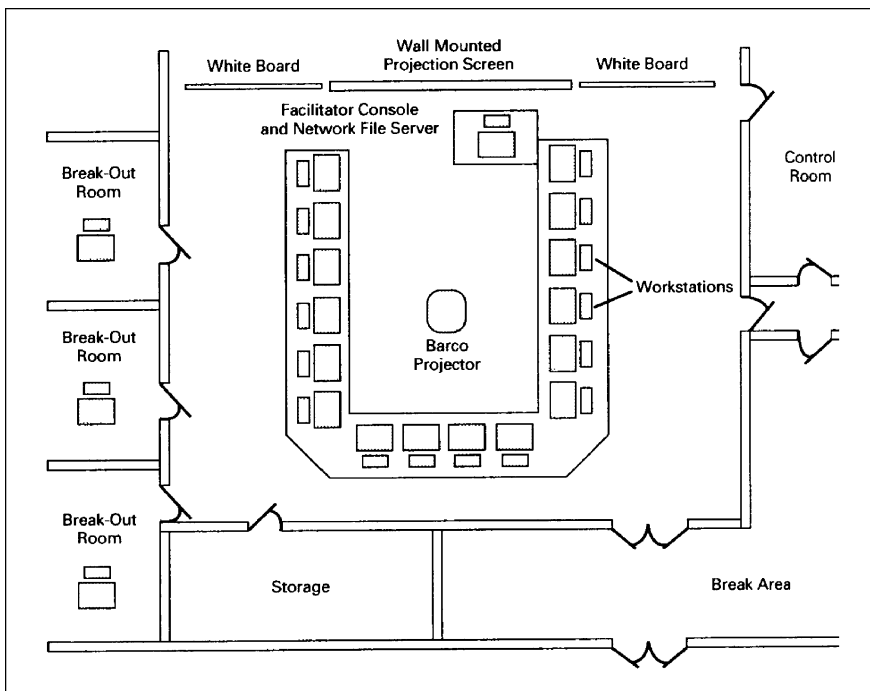 Wall Mounted
Projection Screen
White Board
White Board
Facilitator Console
and Network File Server
Break-Out
Room
Control
Room
Workstations
Break-Out
Room
Barco
Projector
Break-Out
Room
Storage
Break Area